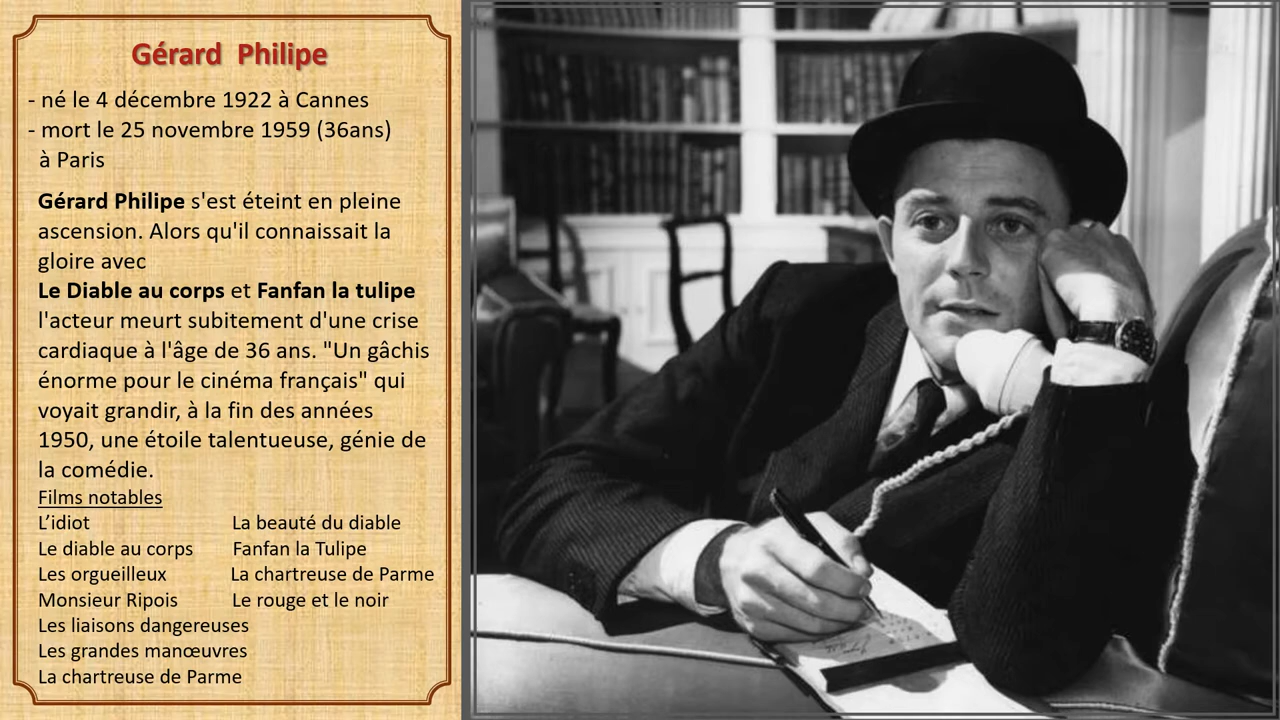 Gérard Philipe
- né le 4 décembre 1922 à Cannes
- mort le 25 novembre 1959 (36ans)
à Paris
Gérard Philipe s'est éteint en pleine
ascension. Alors qu'il connaissait la
gloire avec
Le Diable au corps et Fanfan la tulipe
l'acteur meurt subitement d'une crise
cardiaque à l'âge de 36 ans. "Un gâchis
énorme pour le cinéma français" qui
voyait grandir, à la fin des années
1950, une étoile talentueuse, génie de
la comédie.
Films notables
L’idiot La beauté du diable
Le diable au corps Fanfan la Tulipe
Les orgueilleux La chartreuse de Parme
Monsieur Ripois Le rouge et le noir
Les liaisons dangereuses
Les grandes manœuvres
La chartreuse de Parme